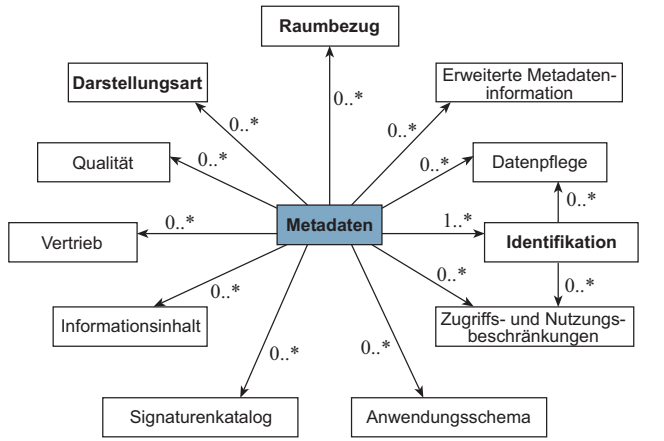 Raumbezug
Darstellungsart
Erweiterte Metadaten-
information
0..*
0..*
0..*
Qualität
0..*
0..*
Datenpflege
0..*
Metadaten
Vertrieb
0..*
1..*
Identifikation
0..*
0..*
0..*
Informationsinhalt
Zugriffs- und Nutzungs-
beschränkungen
0..*
0..*
Signaturenkatalog
Anwendungsschema